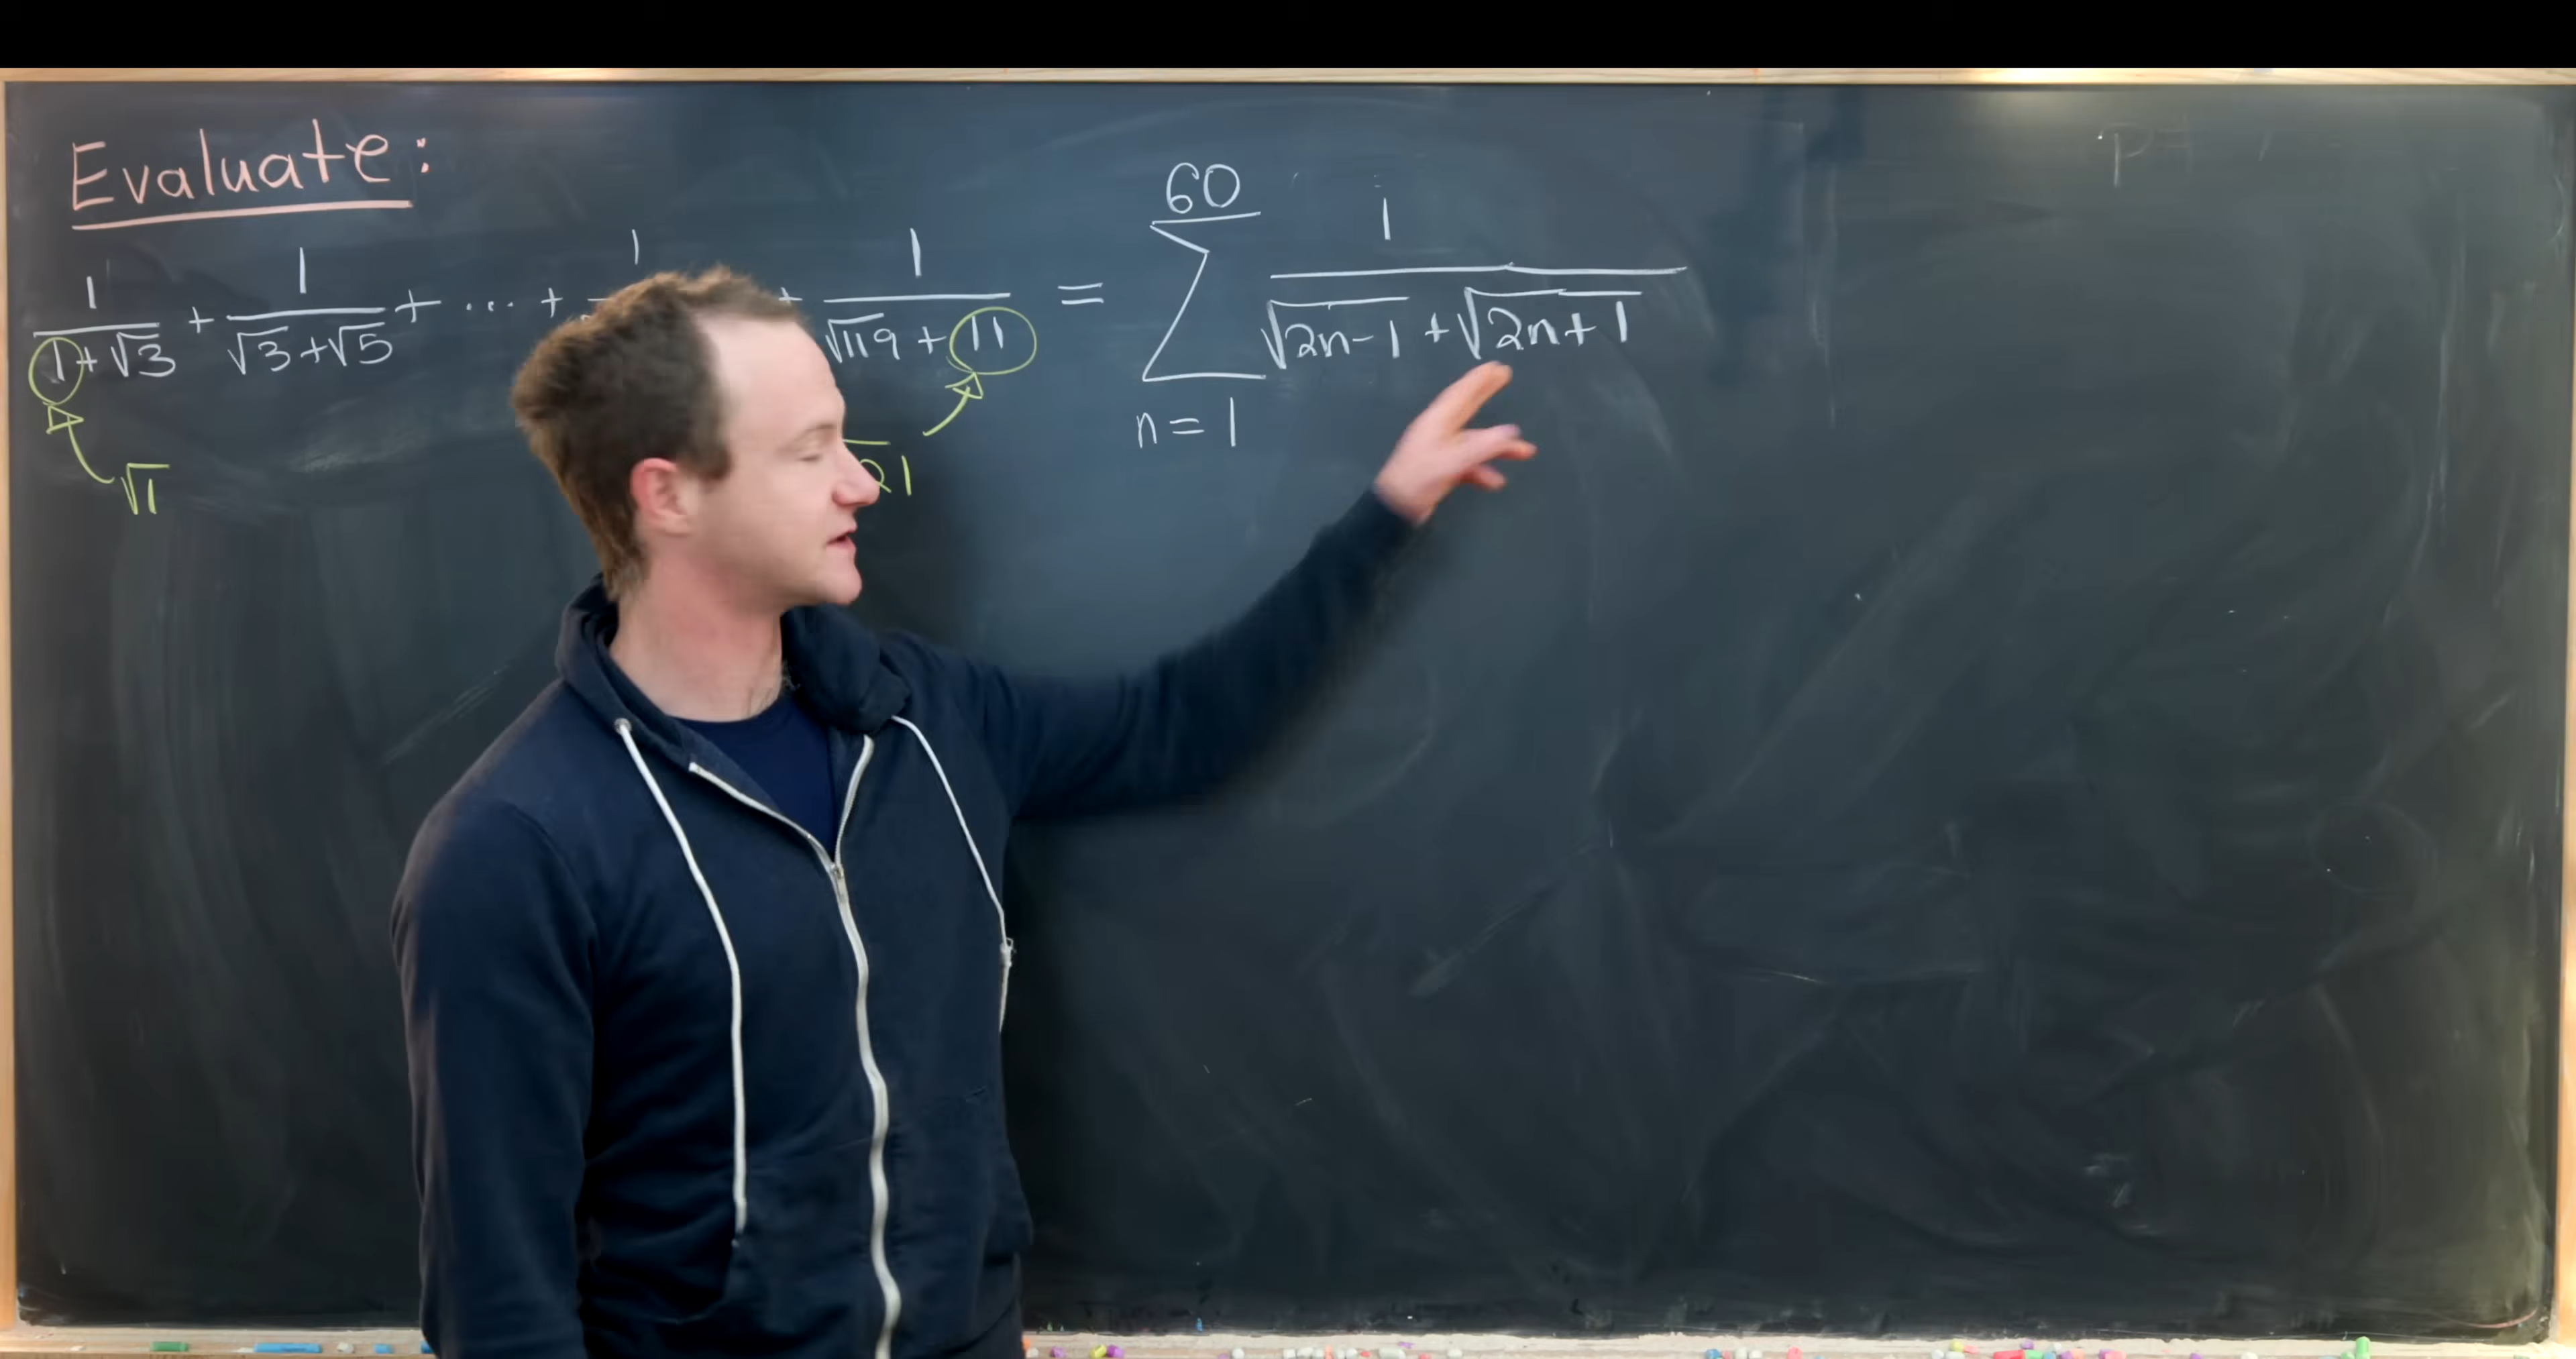 Evaluate:
1/(1+√3) + 1/(√3+√5) + ... + 1 + 1/(√119 + 11) = ∑_{n=1}^{60} 1/(√(2n-1) + √(2n+1))
√1 21